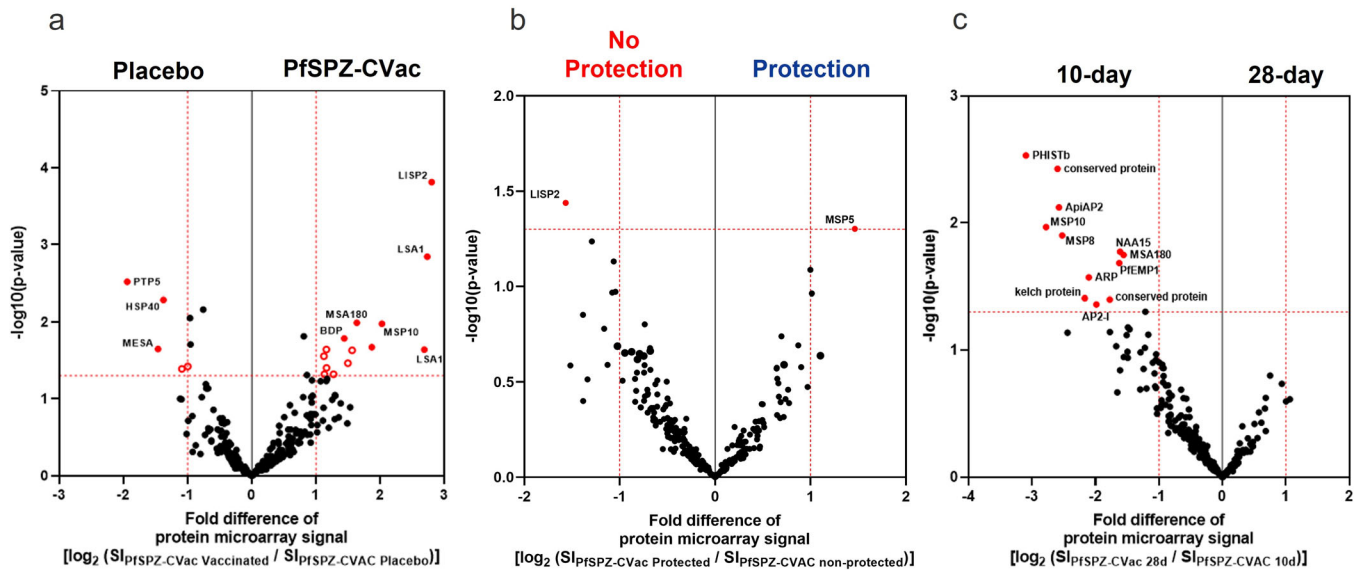 a
Placebo
PfSPZ-CVac
5
4
3
2
1
0
-3
-2
-1
0
1
2
3
-log10(p-value)
LISP2
LSA1
PTP5
HSP40
MESA
MSA180
BDP
MSP10
LSA1
Fold difference of
protein microarray signal
[log2 (SIPfSPZ-CVac Vaccinated / SIPfSPZ-CVAC Placebo)]
b
No
Protection
Protection
2.0
1.5
1.0
0.5
0.0
-2
-1
0
1
2
-log10(p-value)
LISP2
MSP5
Fold difference of
protein microarray signal
[log2 (SIPfSPZ-CVac Protected / SIPfSPZ-CVAC non-protected)]
c
10-day
28-day
3
2
1
0
-4
-3
-2
-1
0
1
2
-log10(p-value)
PHISTb
conserved protein
ApiAP2
MSP10
MSP8
NAA15
MSA180
PfEMP1
ARP
kelch protein
conserved protein
AP2-I
Fold difference of
protein microarray signal
[log2 (SIPfSPZ-CVac 28d / SIPfSPZ-CVAC 10d)]